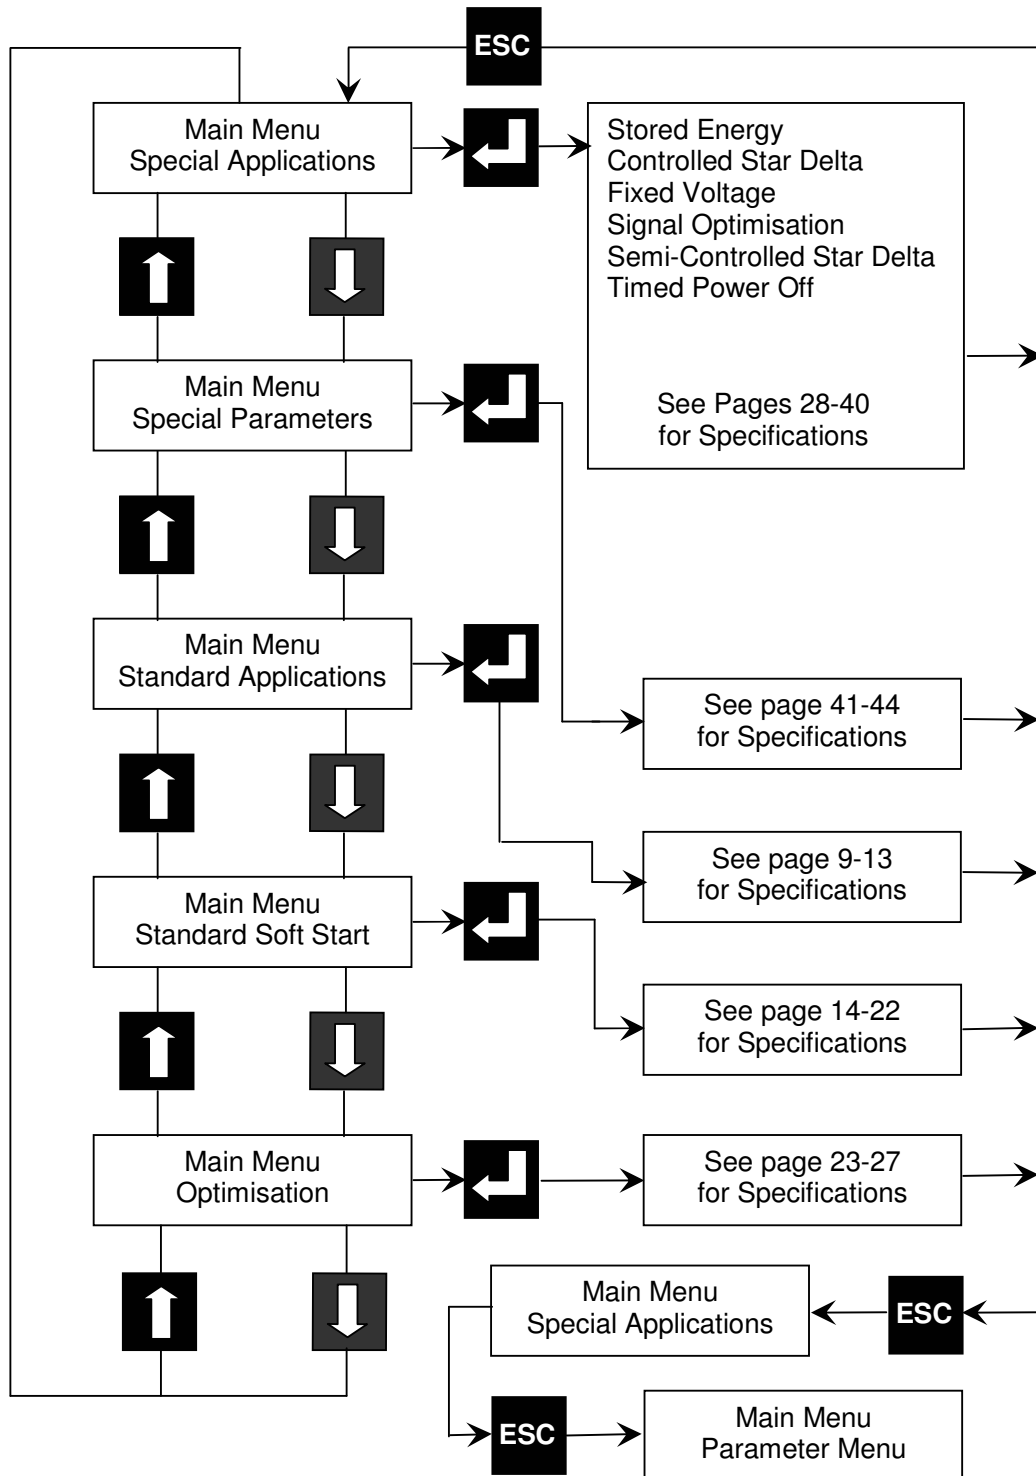 ESC
Main Menu
Special Applications
Stored Energy
Controlled Star Delta
Fixed Voltage
Signal Optimisation
Semi-Controlled Star Delta
Timed Power Off
See Pages 28-40
for Specifications
Main Menu
Special Parameters
Main Menu
Standard Applications
See page 41-44
for Specifications
See page 9-13
for Specifications
Main Menu
Standard Soft Start
See page 14-22
for Specifications
Main Menu
Optimisation
See page 23-27
for Specifications
Main Menu
Special Applications
ESC
ESC
Main Menu
Parameter Menu